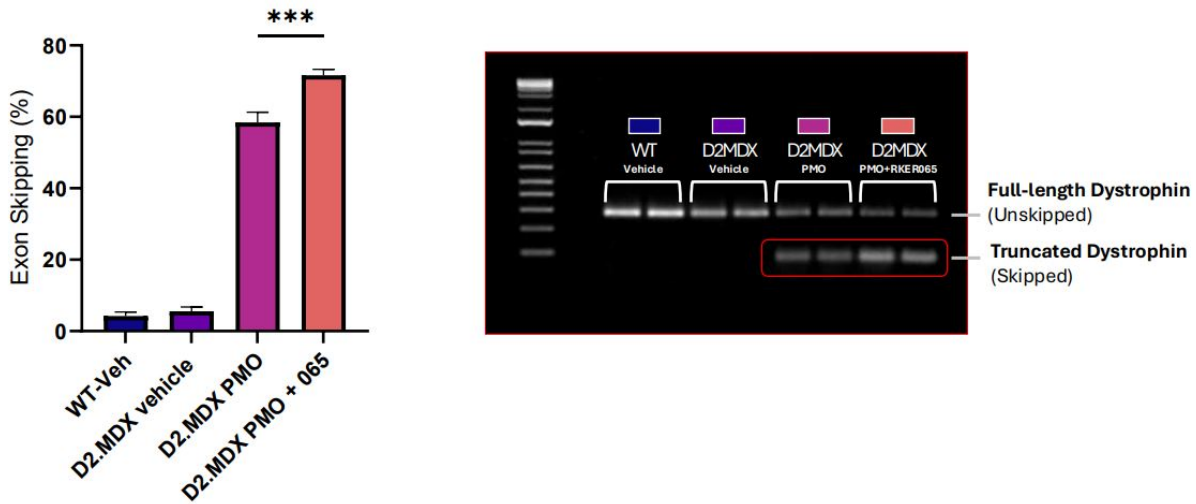 ***
80
60
40
20
0
Exon Skipping (%)
WT-Veh
D2.MDX vehicle
D2.MDX PMO
D2.MDX PMO + 065
WT
Vehicle
D2MDX
Vehicle
D2MDX
PMO
D2MDX
PMO+RKER065
Full-length Dystrophin
(Unskipped)
Truncated Dystrophin
(Skipped)